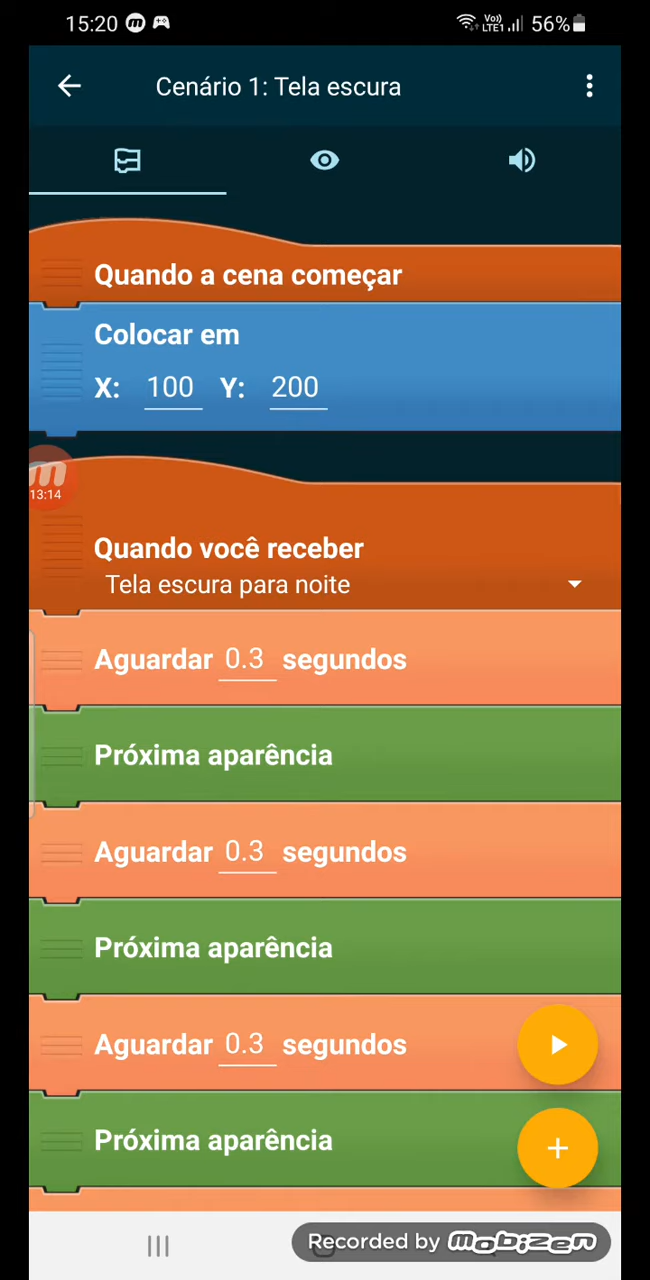 15:20 m Vo)) LTE1 56%
Cenário 1: Tela escura
Quando a cena começar
Colocar em
X: 100 Y: 200
m
13:14
Quando você receber
Tela escura para noite
Aguardar 0.3 segundos
Próxima aparência
Aguardar 0.3 segundos
Próxima aparência
Aguardar 0.3 segundos
Próxima aparência
Recorded by mobizen